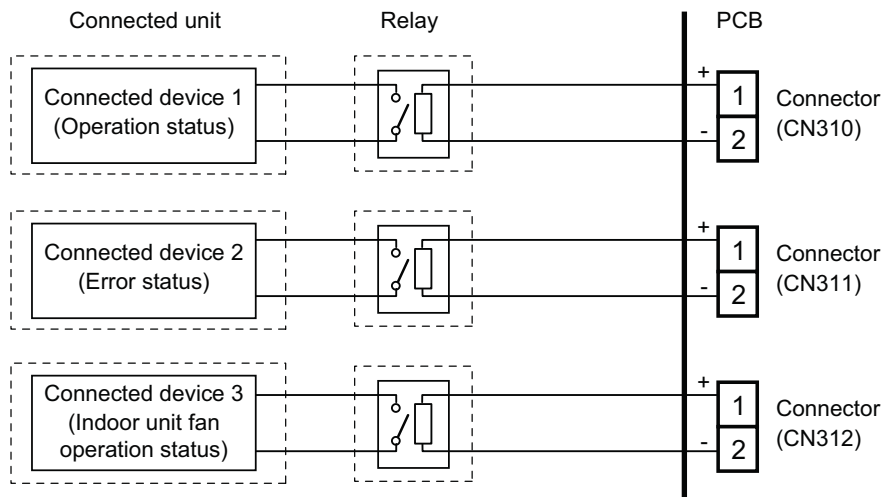 Connected unit
Relay
PCB
Connected device 1
(Operation status)
+
-
1
2
Connector
(CN310)
Connected device 2
(Error status)
+
-
1
2
Connector
(CN311)
Connected device 3
(Indoor unit fan
operation status)
+
-
1
2
Connector
(CN312)